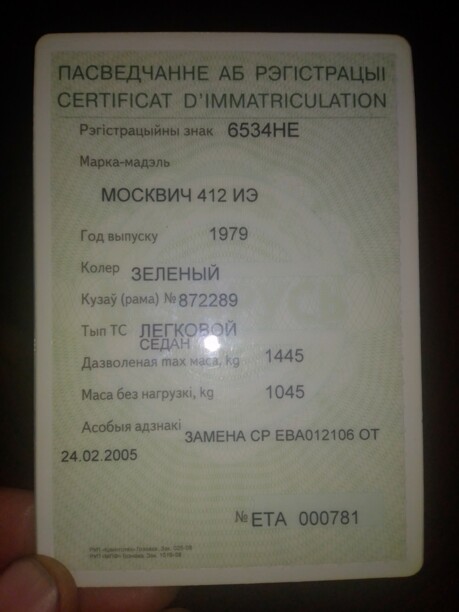 ПАСВЕДЧАННЕ АБ РЭГІСТРАЦЫІ
CERTIFICAT D'IMMATRICULATION
Рэгістрацыйны знак 6534НЕ
Марка-мадэль
МОСКВИЧ 412 ИЭ
Год выпуску 1979
Колер ЗЕЛЕНЫЙ
Кузаў (рама) № 872289
Тып ТС ЛЕГКОВОЙ
СЕДАН
Дазволеная max маса, kg 1445
Маса без нагрузкі, kg 1045
Асобыя адзнакі ЗАМЕНА СР ЕВА012106 ОТ
24.02.2005
№ ЕТА 000781